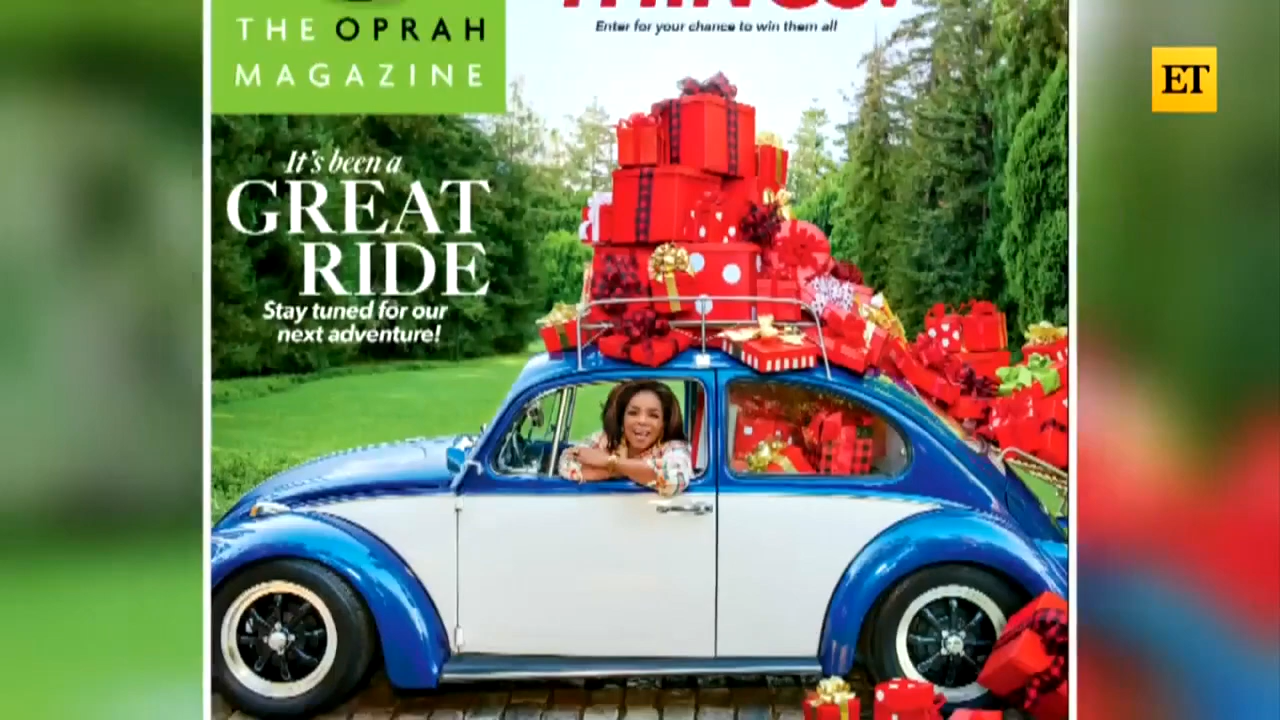 THE OPRAH
MAGAZINE
THINGS!
Enter for your chance to win them all
ET
It's been a
GREAT
RIDE
Stay tuned for our
next adventure!